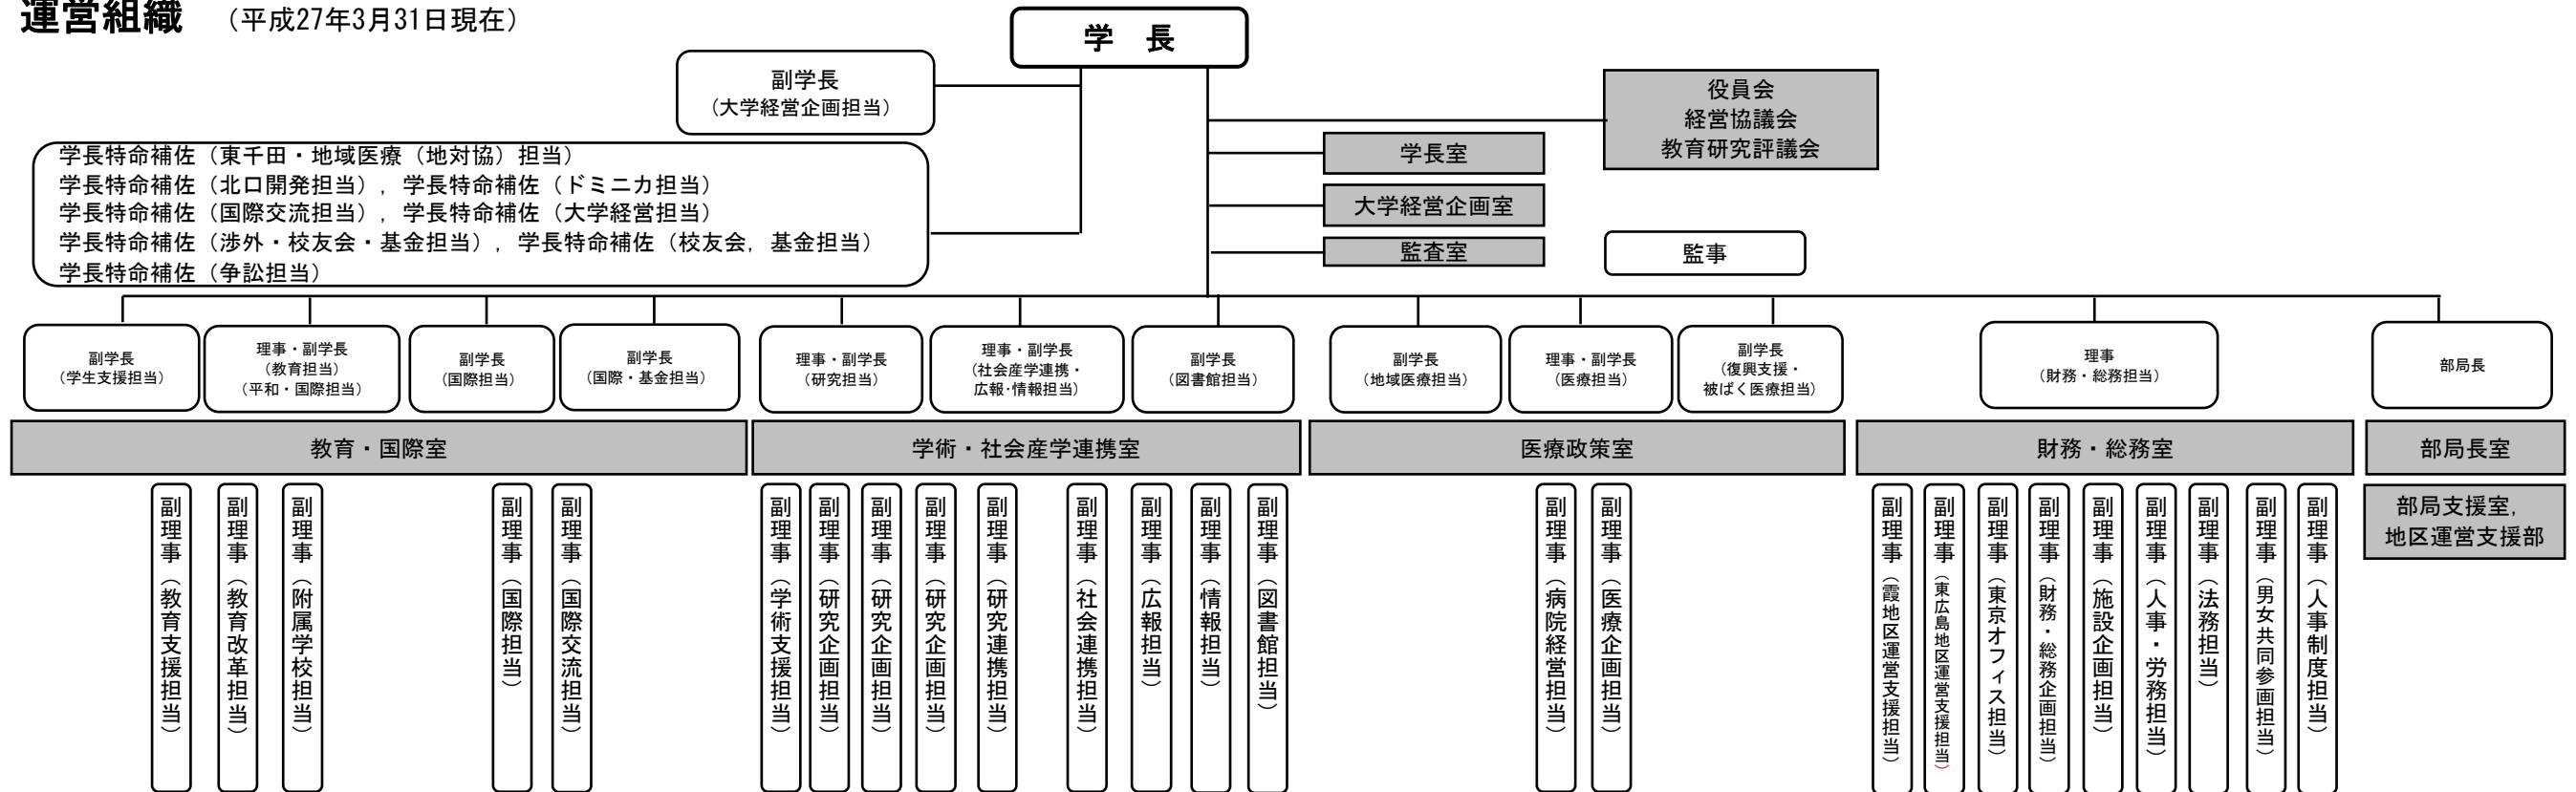 運営組織 （平成27年3月31日現在）
学 長
副学長
（大学経営企画担当）
役員会
経営協議会
教育研究評議会
学長室
大学経営企画室
監査室
監事
学長特命補佐（東千田・地域医療（地対協）担当）
学長特命補佐（北口開発担当），学長特命補佐（ドミニカ担当）
学長特命補佐（国際交流担当），学長特命補佐（大学経営担当）
学長特命補佐（渉外・校友会・基金担当），学長特命補佐（校友会，基金担当）
学長特命補佐（争訟担当）
副学長
（学生支援担当）
理事・副学長
（教育担当）
（平和・国際担当）
副学長
（国際担当）
副学長
（国際・基金担当）
理事・副学長
（研究担当）
理事・副学長
（社会産学連携・
広報・情報担当）
副学長
（図書館担当）
副学長
（地域医療担当）
理事・副学長
（医療担当）
副学長
（復興支援・
被ばく医療担当）
理事
（財務・総務担当）
部局長
教育・国際室
学術・社会産学連携室
医療政策室
財務・総務室
部局長室
部局支援室，
地区運営支援部
副理事（教育支援担当）
副理事（教育改革担当）
副理事（附属学校担当）
副理事（国際担当）
副理事（国際交流担当）
副理事（学術支援担当）
副理事（研究企画担当）
副理事（研究企画担当）
副理事（研究企画担当）
副理事（研究連携担当）
副理事（社会連携担当）
副理事（広報担当）
副理事（情報担当）
副理事（図書館担当）
副理事（病院経営担当）
副理事（医療企画担当）
副理事（霞地区運営支援担当）
副理事（東広島地区運営支援担当）
副理事（東京オフィス担当）
副理事（財務・総務企画担当）
副理事（施設企画担当）
副理事（人事・労務担当）
副理事（法務担当）
副理事（男女共同参画担当）
副理事（人事制度担当）